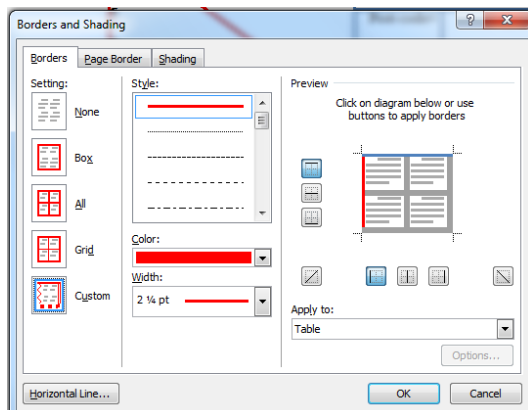 Borders and Shading
Borders
Page Border
Shading
Setting:
None
Box
All
Grid
Custom
Style:
Color:
Width:
2 ¼ pt
Preview
Click on diagram below or use
buttons to apply borders
Apply to:
Table
Options...
Horizontal Line...
OK
Cancel